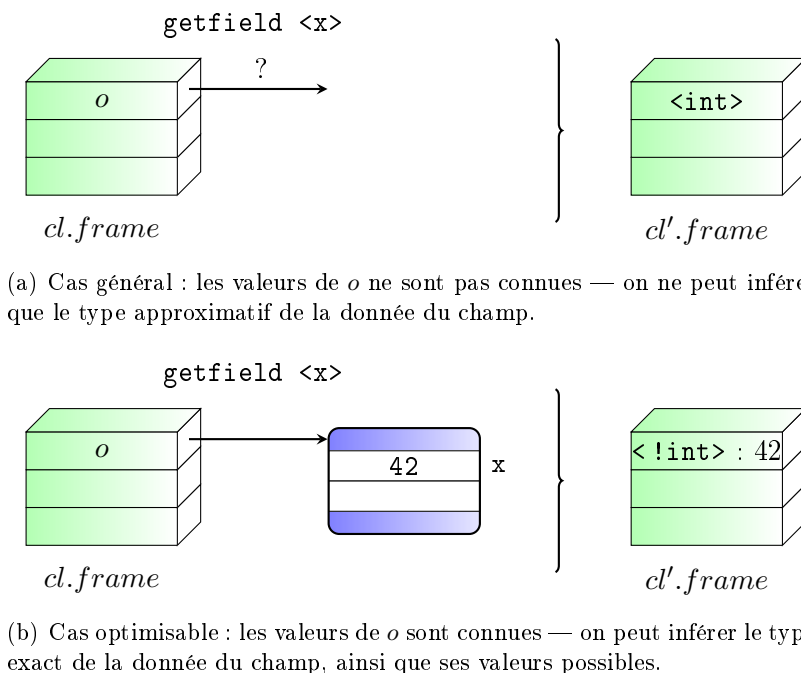 getfield <x>
?
o
<int>
cl.frame
cl'.frame
(a) Cas général : les valeurs de o ne sont pas connues — on ne peut infére
que le type approximatif de la donnée du champ.
getfield <x>
o
42
x
< !int> : 42
cl.frame
cl'.frame
(b) Cas optimisable : les valeurs de o sont connues — on peut inférer le typ
exact de la donnée du champ, ainsi que ses valeurs possibles.